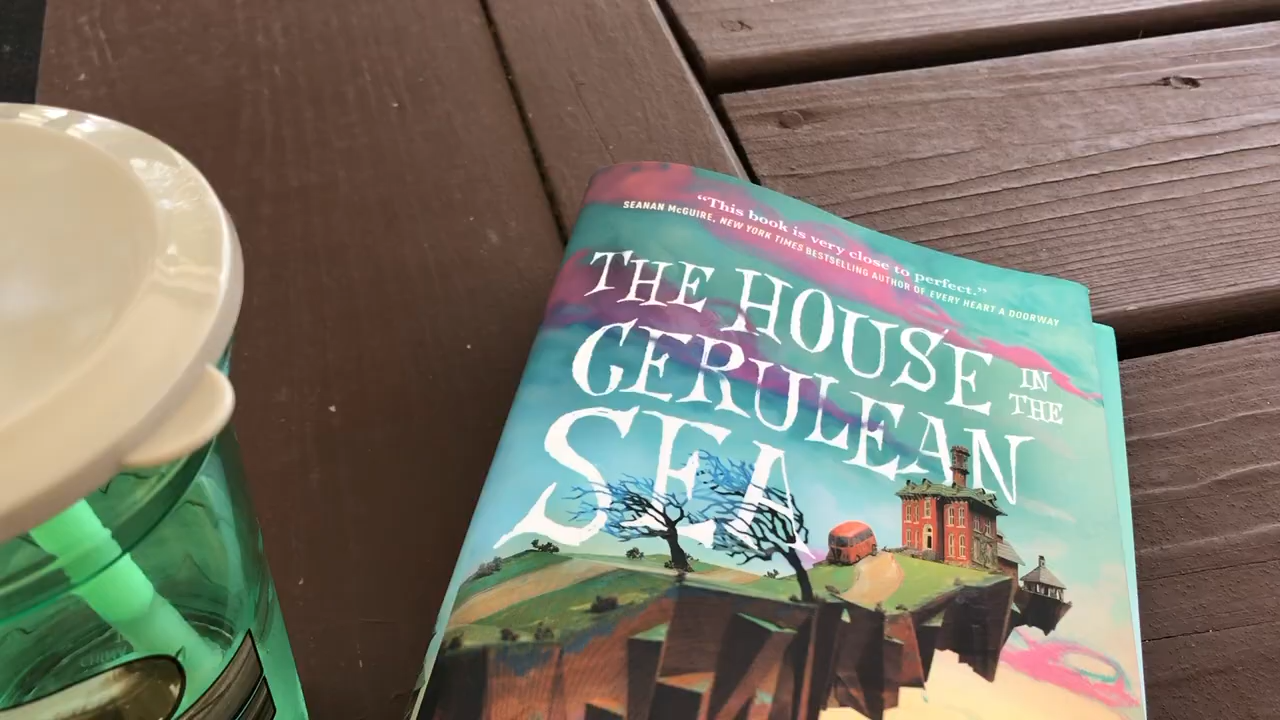 “This book is very close to perfect.”
SEANAN McGUIRE, NEW YORK TIMES BESTSELLING AUTHOR OF EVERY HEART A DOORWAY
THE HOUSE
IN THE
CERULEAN
SEA